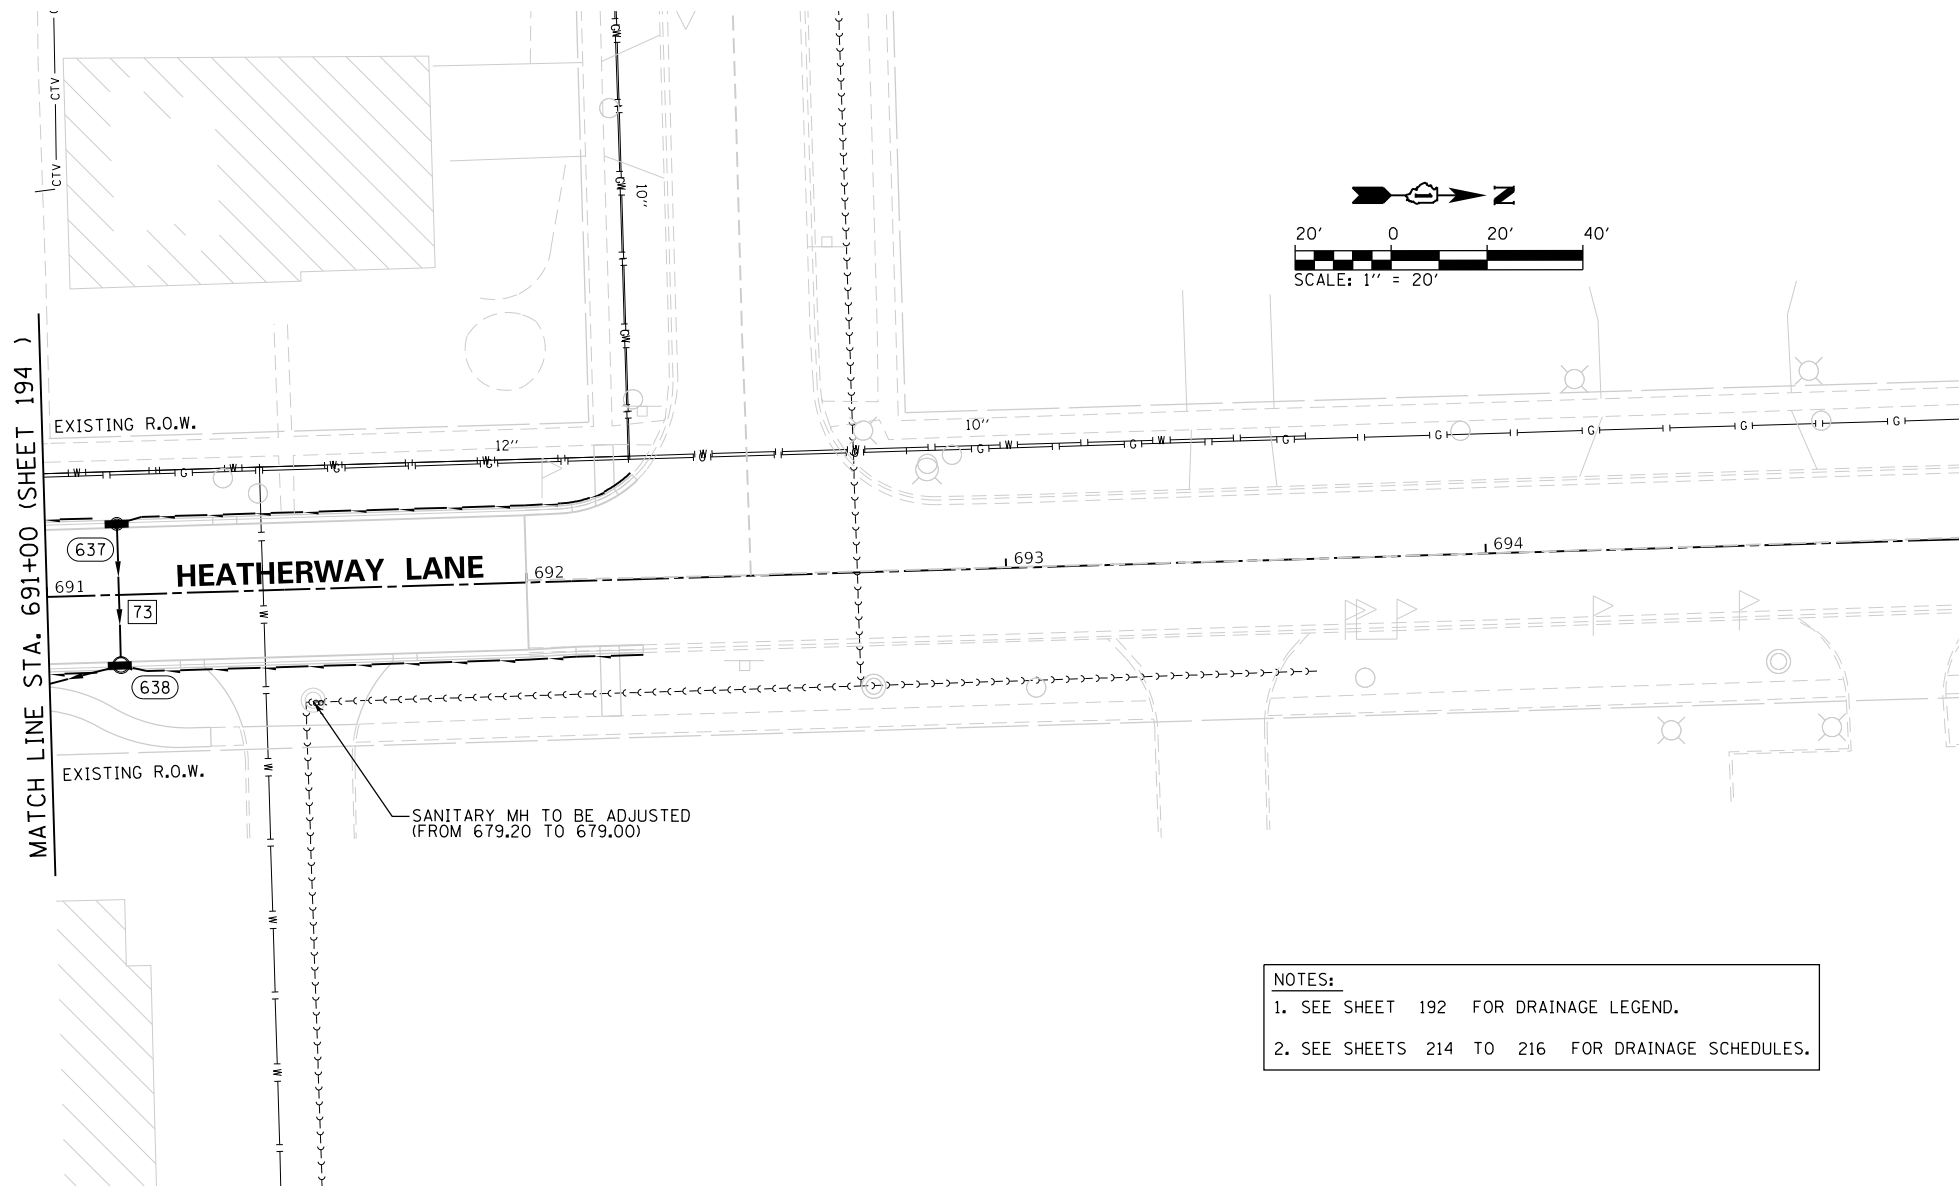 CTV
CTV
GW
GW
10''
GW
N
20' 0 20' 40'
SCALE: 1'' = 20'
MATCH LINE STA. 691+00 (SHEET 194 )
EXISTING R.O.W.
12''
10''
W G W W G W G W G W G W G G G G G
637
HEATHERWAY LANE
691
692
693
694
73
W
638
EXISTING R.O.W.
W
SANITARY MH TO BE ADJUSTED
(FROM 679.20 TO 679.00)
W
W
NOTES:
1. SEE SHEET 192 FOR DRAINAGE LEGEND.
2. SEE SHEETS 214 TO 216 FOR DRAINAGE SCHEDULES.